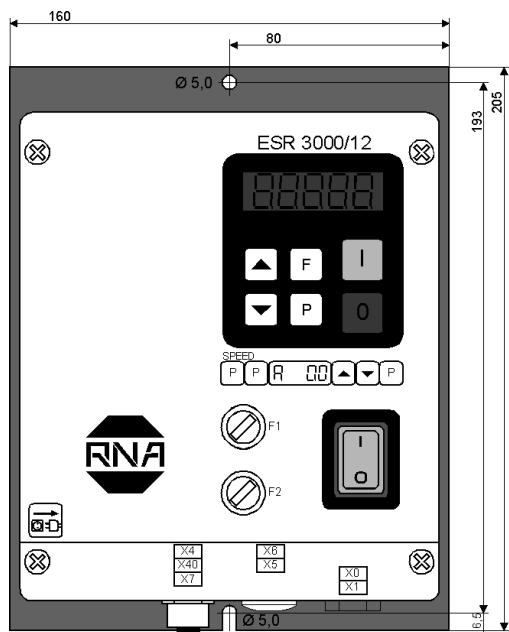 160
80
Ø 5,0
205
193
ESR 3000/12
88888
F
I
P
0
SPEED
P P A 00 P
F1
RNA
I
O
F2
X4 X6
X40 X5 X0
X7 X1
Ø 5,0
6,5